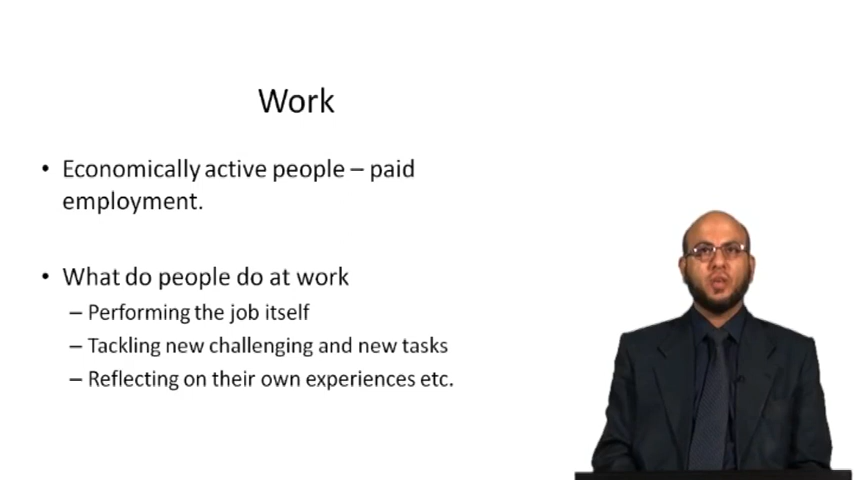 Work
• Economically active people – paid
employment.
• What do people do at work
– Performing the job itself
– Tackling new challenging and new tasks
– Reflecting on their own experiences etc.